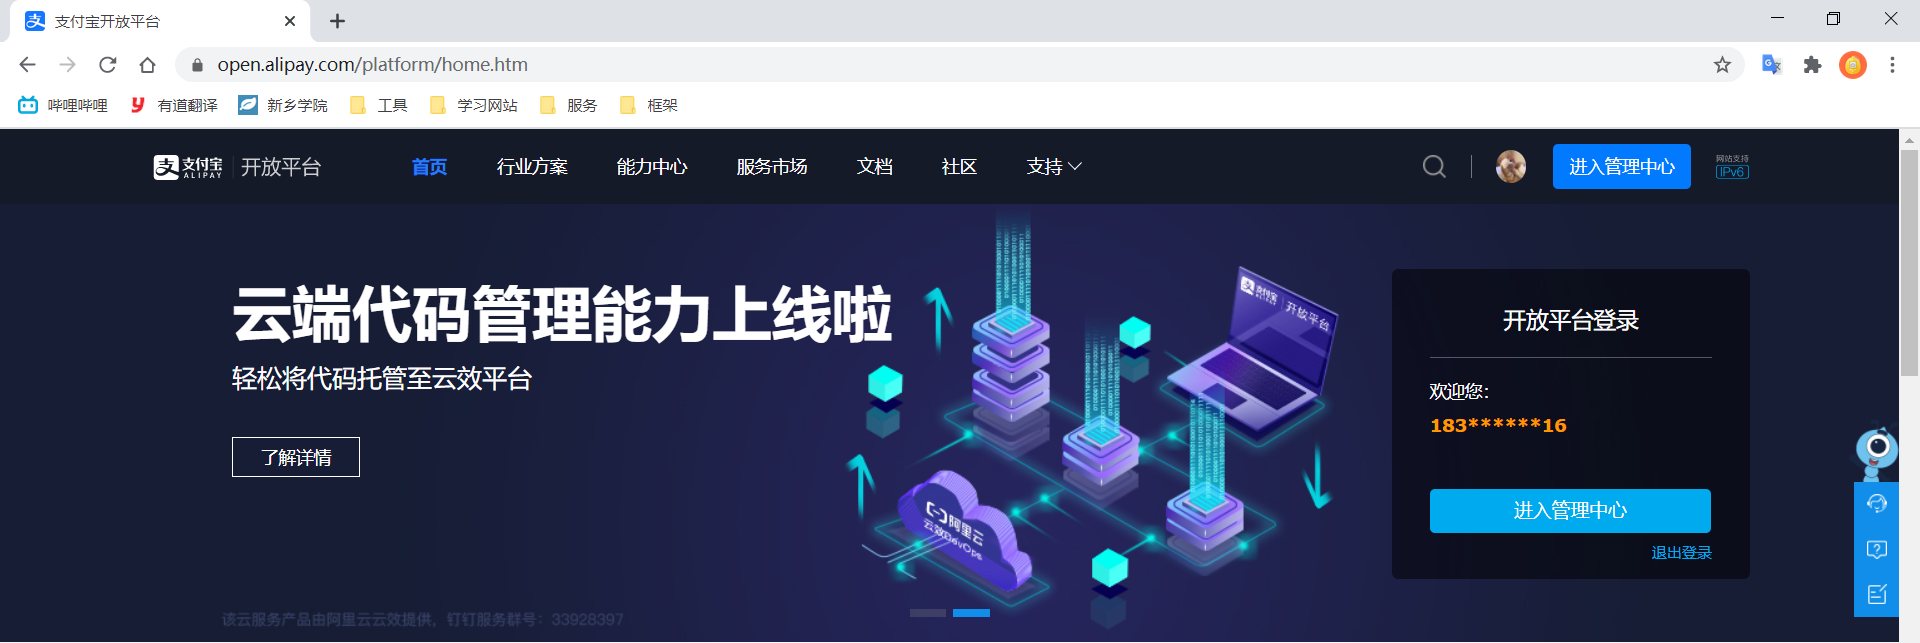 支付宝开放平台
open.alipay.com/platform/home.htm
哔哩哔哩 有道翻译 新乡学院 工具 学习网站 服务 框架
支付宝 ALIPAY 开放平台 首页 行业方案 能力中心 服务市场 文档 社区 支持 进入管理中心 网站支持 IPv6
云端代码管理能力上线啦
轻松将代码托管至云效平台
了解详情
支付宝 ALIPAY 开放平台
阿里云
云效DevOps
该云服务产品由阿里云云效提供，钉钉服务群号：33928397
开放平台登录
欢迎您：
183******16
进入管理中心
退出登录